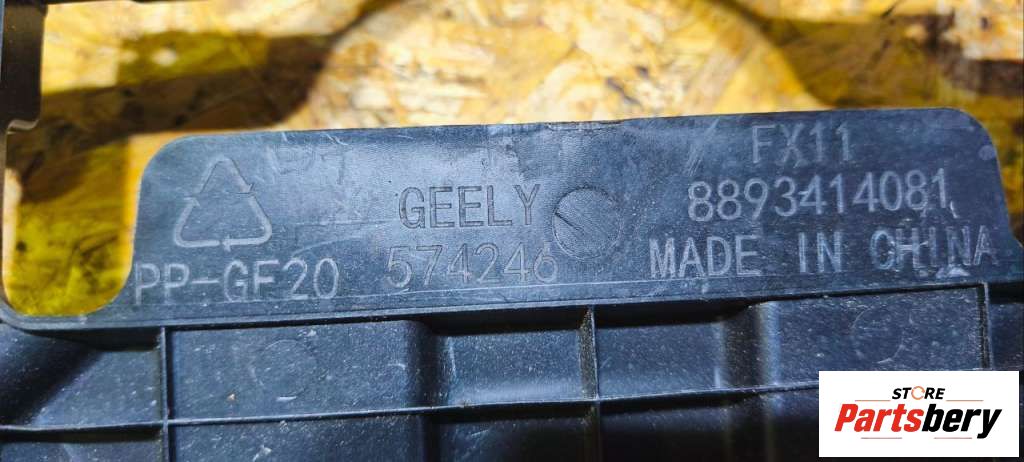 FX11
GEELY 8893414081
PP-GF20 574246 MADE IN CHINA
STORE
Partsbery